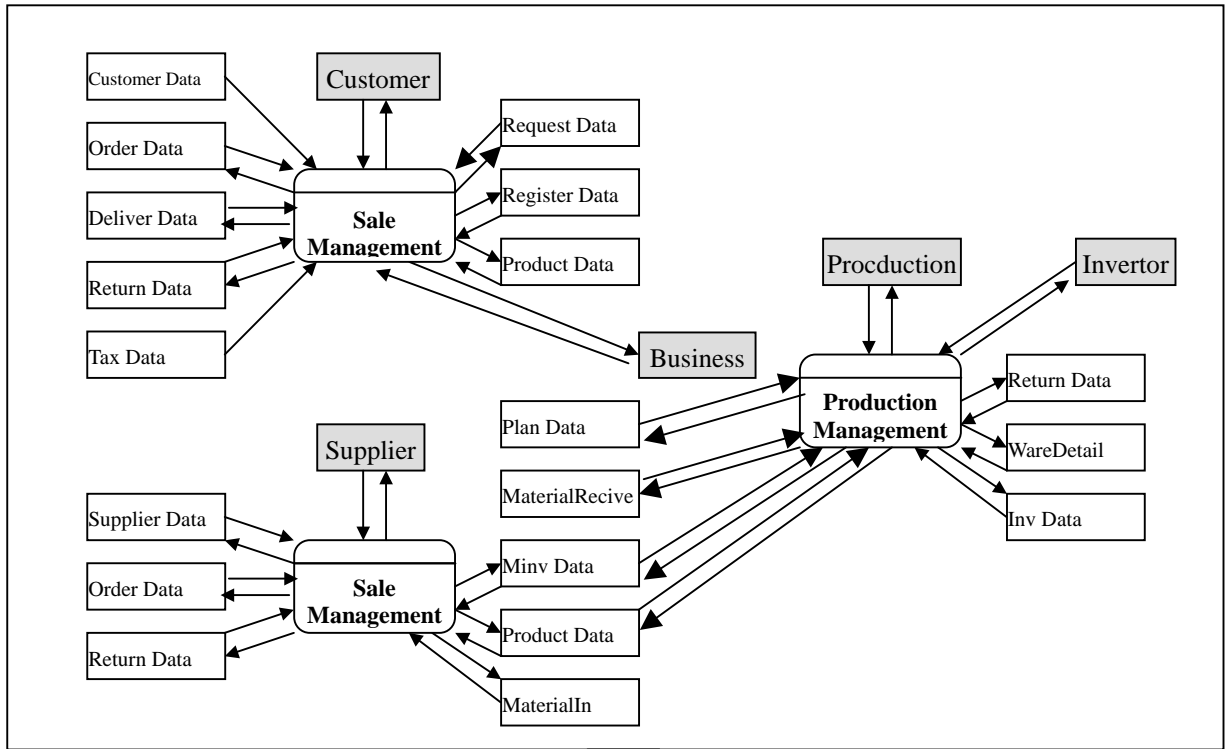 Customer Data
Customer
Request Data
Order Data
Register Data
Deliver Data
Sale
Management
Product Data
Return Data
Tax Data
Business
Procduction
Invertor
Return Data
Plan Data
Production
Management
WareDetail
MaterialRecive
Inv Data
Supplier
Supplier Data
Minv Data
Order Data
Sale
Management
Product Data
Return Data
MaterialIn